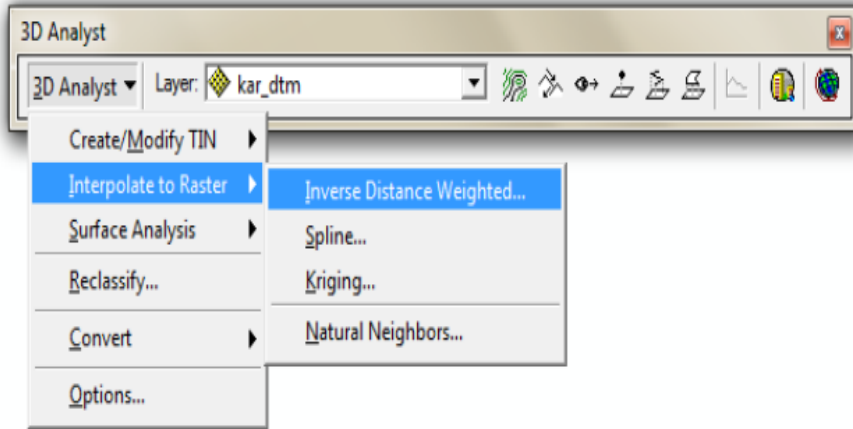 3D Analyst
3D Analyst Layer: kar_dtm
Create/Modify TIN
Interpolate to Raster
Surface Analysis
Reclassify...
Convert
Options...
Inverse Distance Weighted...
Spline...
Kriging...
Natural Neighbors...